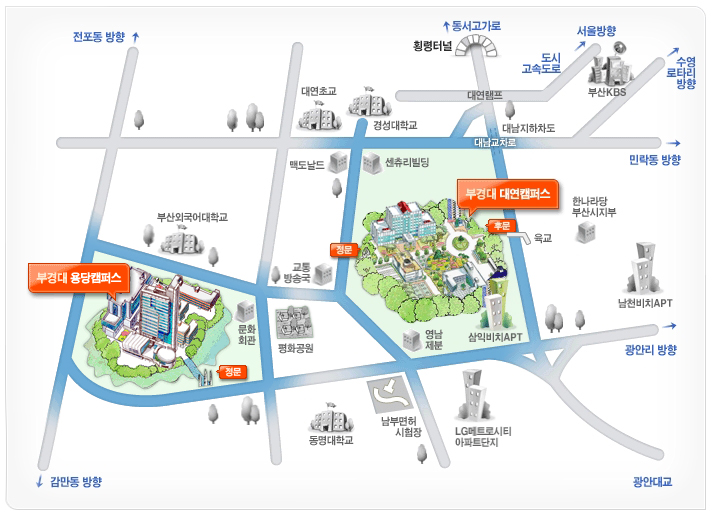 전포동 방향
동서고가로
횡령터널
서울방향
도시
고속도로
수영
로타리
방향
부산KBS
대연램프
대연초교
경성대학교
대남지하차도
대남교차로
민락동 방향
맥도날드
센츄리빌딩
부경대 대연캠퍼스
한나라당
부산시지부
후문
육교
정문
부산외국어대학교
부경대 용당캠퍼스
교통
방송국
남천비치APT
문화
회관
평화공원
영남
제분
삼익비치APT
광안리 방향
정문
동명대학교
남부면허
시험장
LG메트로시티
아파트단지
감만동 방향
광안대교